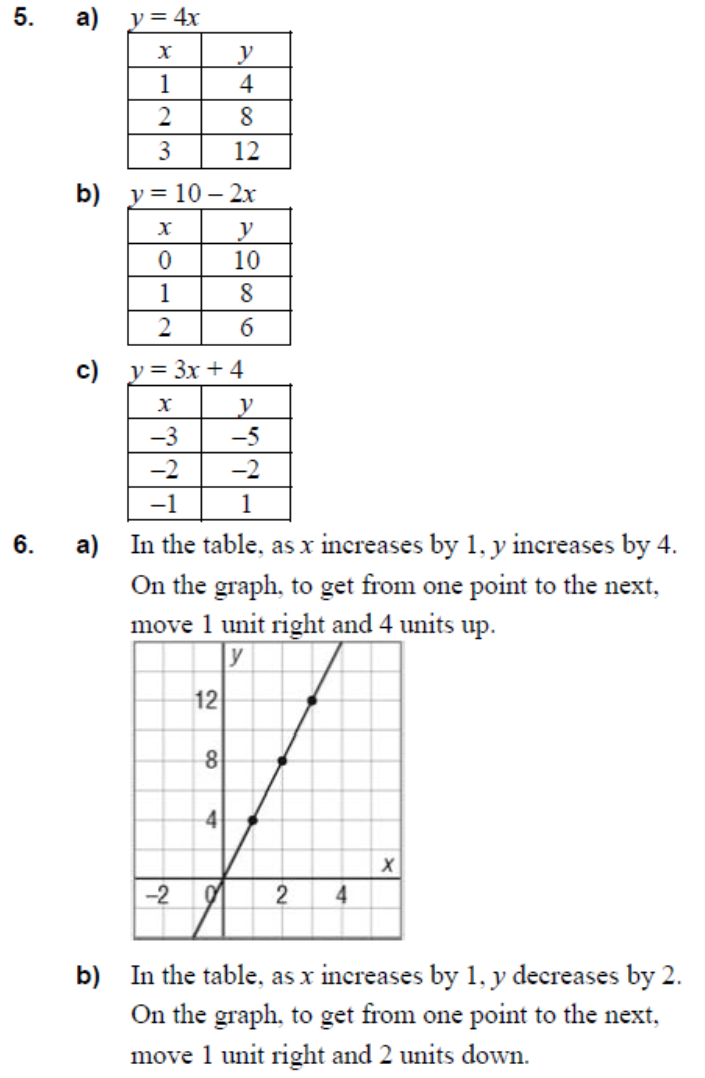 5. a) y = 4x
x y
1 4
2 8
3 12
b) y = 10 – 2x
x y
0 10
1 8
2 6
c) y = 3x + 4
x y
–3 –5
–2 –2
–1 1
6. a) In the table, as x increases by 1, y increases by 4.
On the graph, to get from one point to the next,
move 1 unit right and 4 units up.
y
12
8
4
x
–2 0 2 4
b) In the table, as x increases by 1, y decreases by 2.
On the graph, to get from one point to the next,
move 1 unit right and 2 units down.